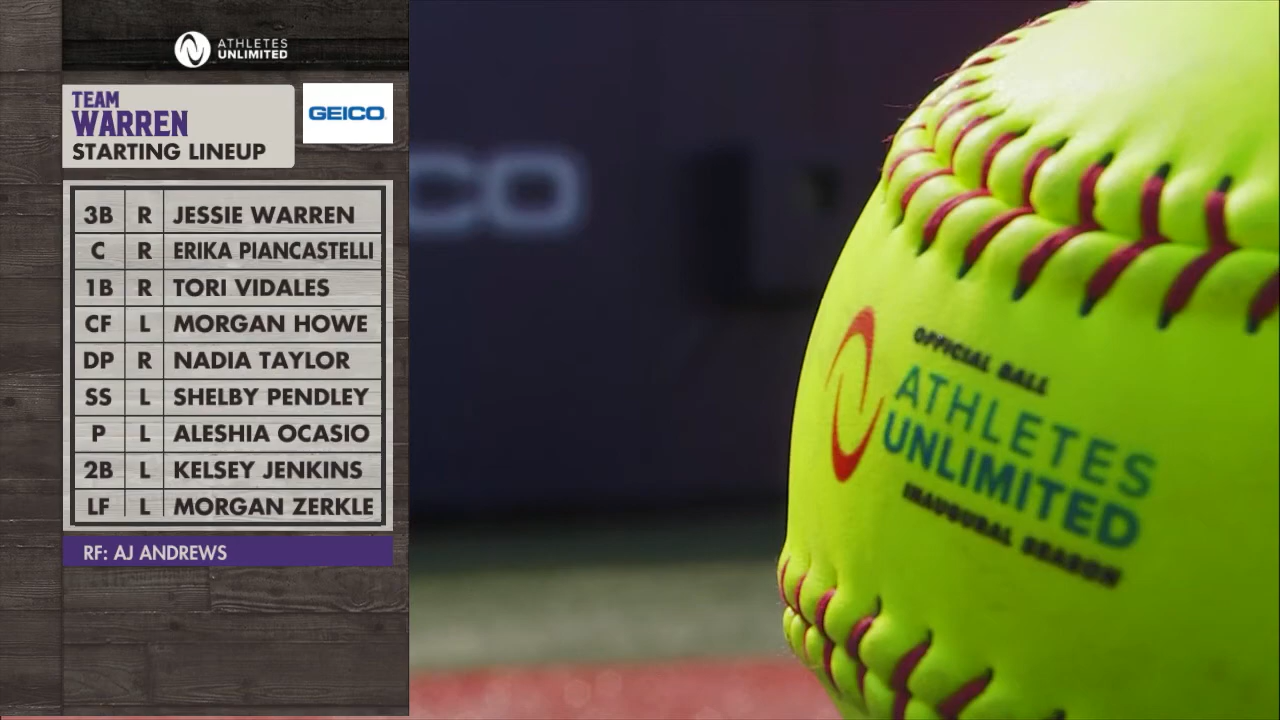 ATHLETES
UNLIMITED
TEAM
WARREN
STARTING LINEUP
GEICO
3B R JESSIE WARREN
C R ERIKA PIANCASTELLI
1B R TORI VIDALES
CF L MORGAN HOWE
DP R NADIA TAYLOR
SS L SHELBY PENDLEY
P L ALESHIA OCASIO
2B L KELSEY JENKINS
LF L MORGAN ZERKLE
RF: AJ ANDREWS
CO
OFFICIAL BALL
ATHLETES
UNLIMITED
INAUGURAL SEASON